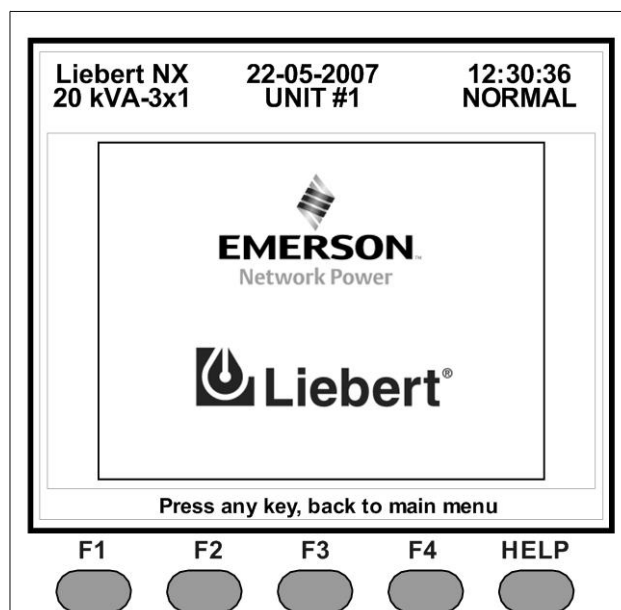 Liebert NX 22-05-2007 12:30:36
20 kVA-3x1 UNIT #1 NORMAL
EMERSON™
Network Power
Liebert®
Press any key, back to main menu
F1 F2 F3 F4 HELP